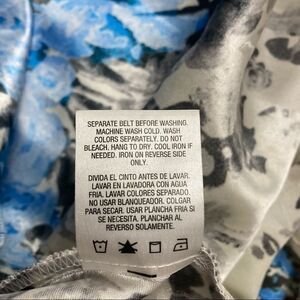 SEPARATE BELT BEFORE WASHING.
MACHINE WASH COLD. WASH
COLORS SEPARATELY. DO NOT
BLEACH. HANG TO DRY. COOL IRON IF
NEEDED. IRON ON REVERSE SIDE
ONLY.
DIVIDA EL CINTO ANTES DE LAVAR.
LAVAR EN LAVADORA CON AGUA
FRIA. LAVAR COLORES SEPARADO.
NO USAR BLANQUEADOR. COLGAR
PARA SECAR. USAR PLANCHA FRIA SI
ES NECESARIO. PLANCHAR AL
REVERSO SOLAMENTE.